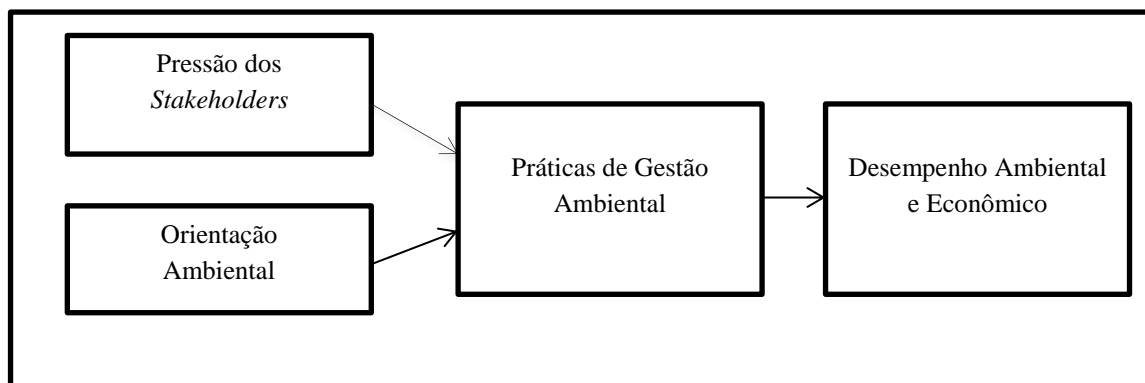 Pressão dos
Stakeholders
Orientação
Ambiental
Práticas de Gestão
Ambiental
Desempenho Ambiental
e Econômico